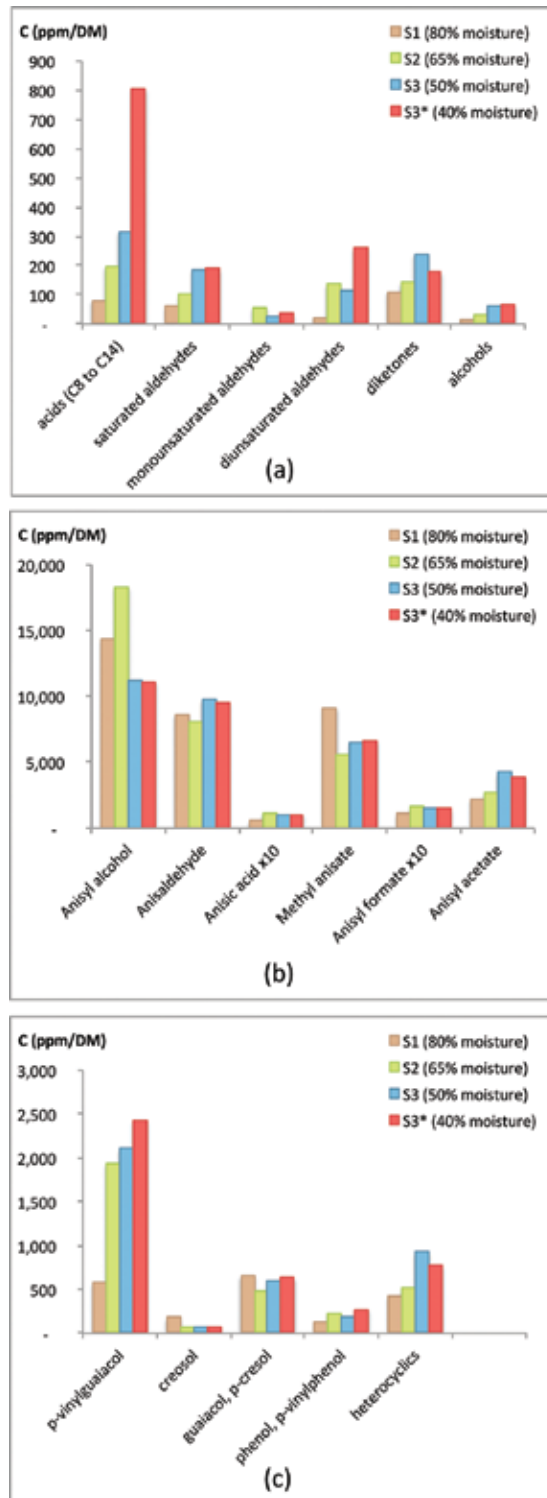 C (ppm/DM)
S1 (80% moisture)
S2 (65% moisture)
S3 (50% moisture)
S3* (40% moisture)
900
800
700
600
500
400
300
200
100
-
acids (C8 to C14)
saturated aldehydes
monounsaturated aldehydes
diunsaturated aldehydes
diketones
alcohols
(a)
C (ppm/DM)
S1 (80% moisture)
S2 (65% moisture)
S3 (50% moisture)
S3* (40% moisture)
20,000
15,000
10,000
5,000
-
Anisyl alcohol
Anisaldehyde
Anisic acid x10
Methyl anisate
Anisyl formate x10
Anisyl acetate
(b)
C (ppm/DM)
S1 (80% moisture)
S2 (65% moisture)
S3 (50% moisture)
S3* (40% moisture)
3,000
2,500
2,000
1,500
1,000
500
-
p-vinylguaiacol
creosol
guaiacol, p-cresol
phenol, p-vinylphenol
heterocyclics
(c)